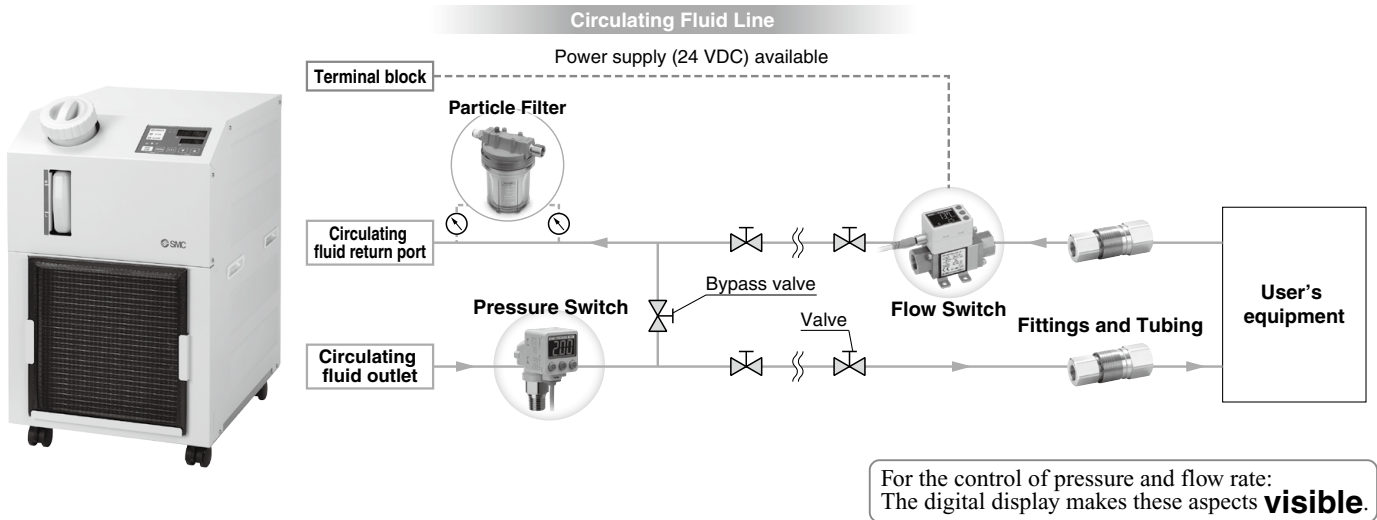 Circulating Fluid Line
Power supply (24 VDC) available
Terminal block
Particle Filter
SMC
Circulating
fluid return port
Bypass valve
Pressure Switch
Flow Switch
Valve
Fittings and Tubing
User's
equipment
200
Circulating
fluid outlet
For the control of pressure and flow rate:
The digital display makes these aspects visible.